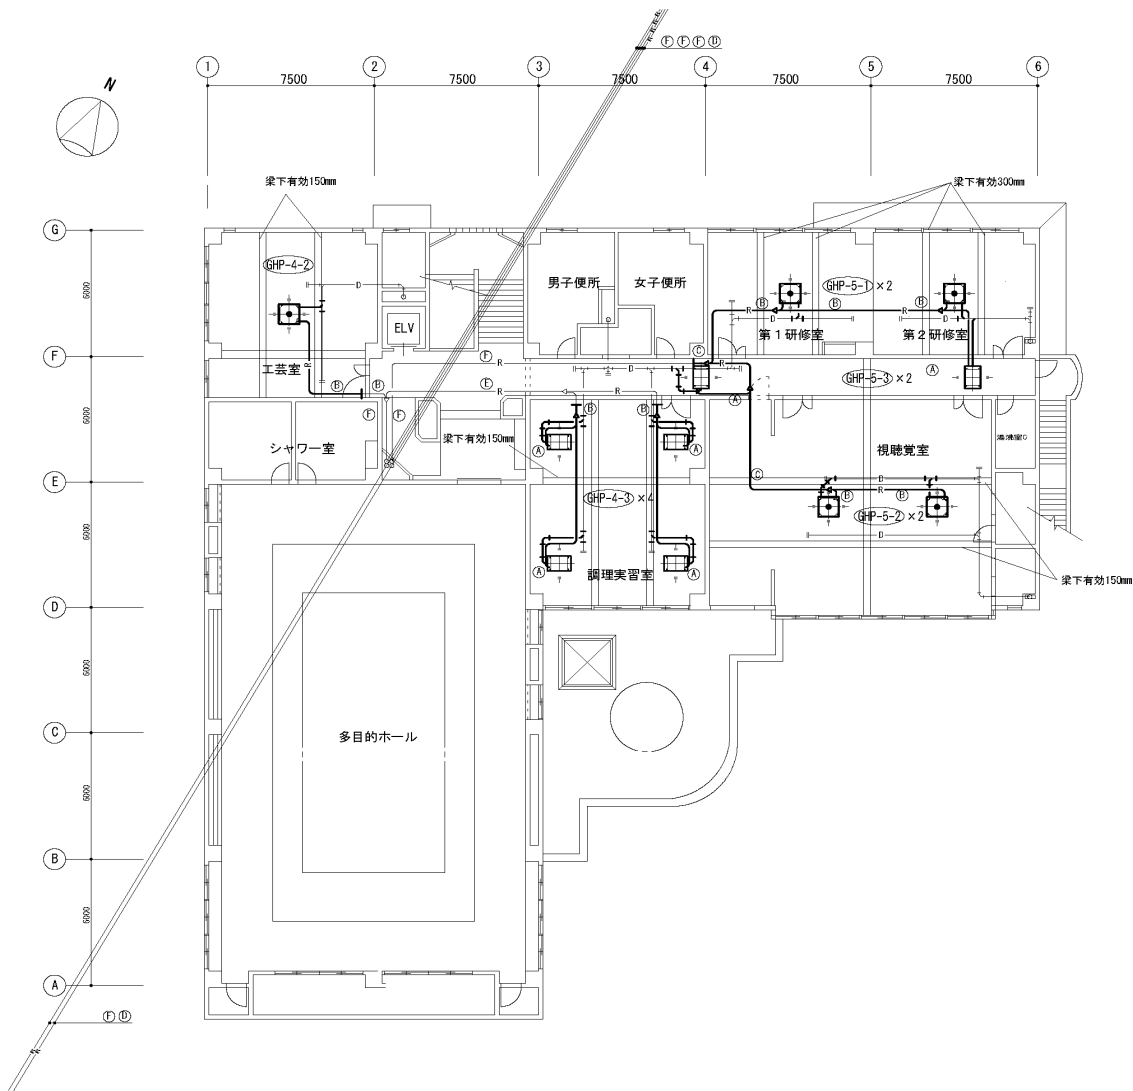 Ⓕ Ⓕ Ⓕ Ⓓ
1
2
3
4
5
6
7500
7500
7500
7500
7500
N
梁下有効150mm
梁下有効300mm
G
F
E
D
C
B
A
6000
6000
6000
6000
6000
6000
GHP-4-2
D
男子便所
女子便所
GHP-5-1 ×2
Ⓑ
Ⓑ
Ⓑ
R
R
D
D
第1研修室
第2研修室
ELV
R
工芸室
Ⓑ
Ⓑ
Ⓕ
R
Ⓒ
R
D
GHP-5-3 ×2
Ⓐ
Ⓔ
R
R
Ⓐ
Ⓕ
Ⓕ
Ⓑ
Ⓑ
梁下有効150mm
シャワー室
Ⓐ
Ⓐ
視聴覚室
Ⓒ
D
R
Ⓑ
Ⓑ
GHP-4-3 ×4
GHP-5-2 ×2
D
Ⓐ
Ⓐ
調理実習室
梁下有効150mm
D
多目的ホール
Ⓕ Ⓓ